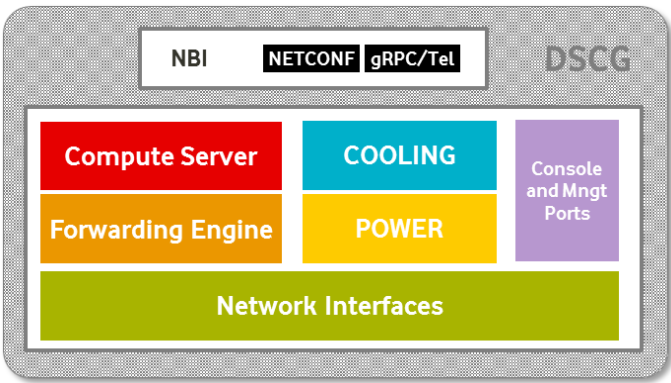 NBI NETCONF gRPC/Tel DSCG
Compute Server
COOLING
Console
and Mngt
Ports
Forwarding Engine
POWER
Network Interfaces